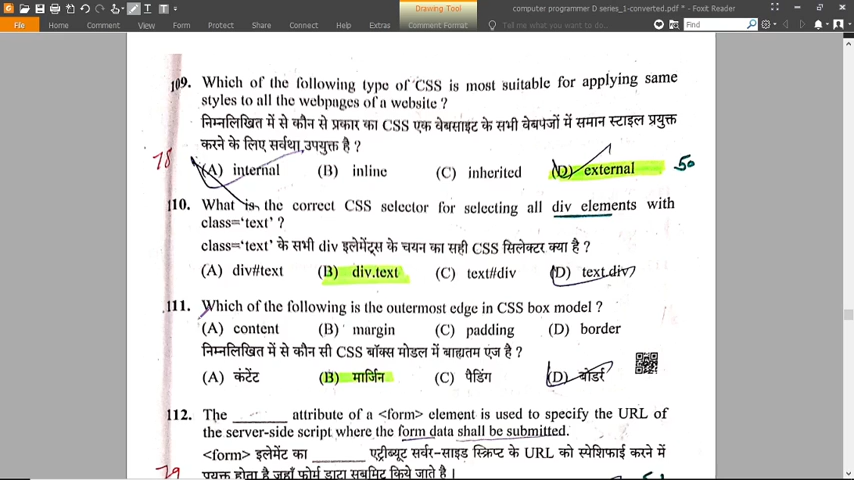 Drawing Tool
computer programmer D series_1-converted.pdf * - Foxit Reader
File Home Comment View Form Protect Share Connect Help Extras Comment Format Tell me what you want to do... Find
109. Which of the following type of CSS is most suitable for applying same
styles to all the webpages of a website ?
निम्नलिखित में से कौन से प्रकार का CSS एक वेबसाइट के सभी वेबपेजों में समान स्टाइल प्रयुक्त
करने के लिए सर्वथा उपयुक्त है ?
78
(A) internal (B) inline (C) inherited (D) external 50
110. What is the correct CSS selector for selecting all div elements with
class='text' ?
class='text' के सभी div इलेमेंट्स के चयन का सही CSS सिलेक्टर क्या है ?
(A) div#text (B) div.text (C) text#div (D) text.div
111. Which of the following is the outermost edge in CSS box model ?
(A) content (B) margin (C) padding (D) border
निम्नलिखित में से कौन सी CSS बॉक्स मोडल में बाह्यतम एज है ?
(A) कंटेंट (B) मार्जिन (C) पैडिंग (D) बोर्डर
112. The ______ attribute of a <form> element is used to specify the URL of
the server-side script where the form data shall be submitted.
<form> इलेमेंट का ______ एट्रीब्यूट सर्वर-साइड स्क्रिप्ट के URL को स्पेशिफाई करने में
79
प्रयुक्त होता है जहाँ फोर्म डाटा सबमिट किये जाते है ।